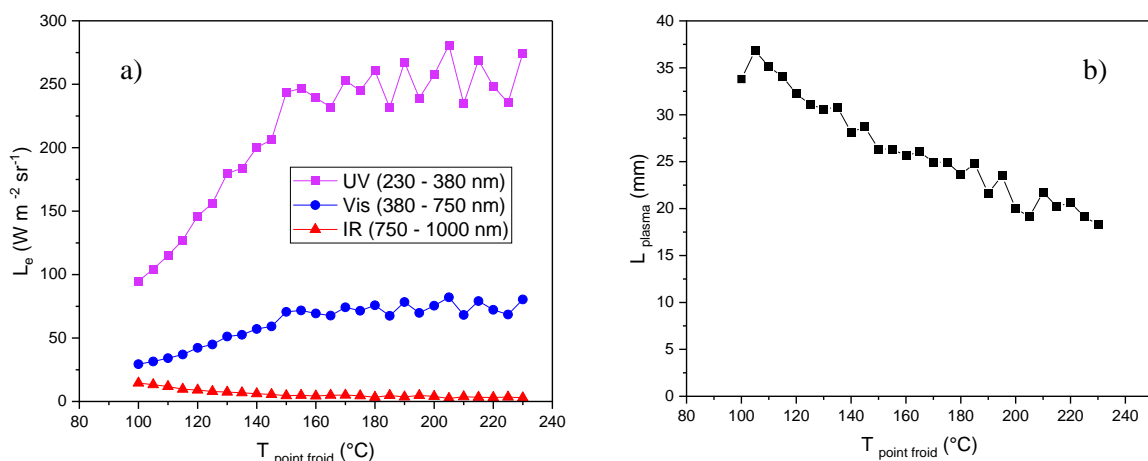 300
250
200
150
100
50
0
L e (W m -2 sr-1)
a)
UV (230 - 380 nm)
Vis (380 - 750 nm)
IR (750 - 1000 nm)
80 100 120 140 160 180 200 220 240
T point froid (°C)
40
35
30
25
20
15
10
5
0
L plasma (mm)
b)
80 100 120 140 160 180 200 220 240
T point froid (°C)